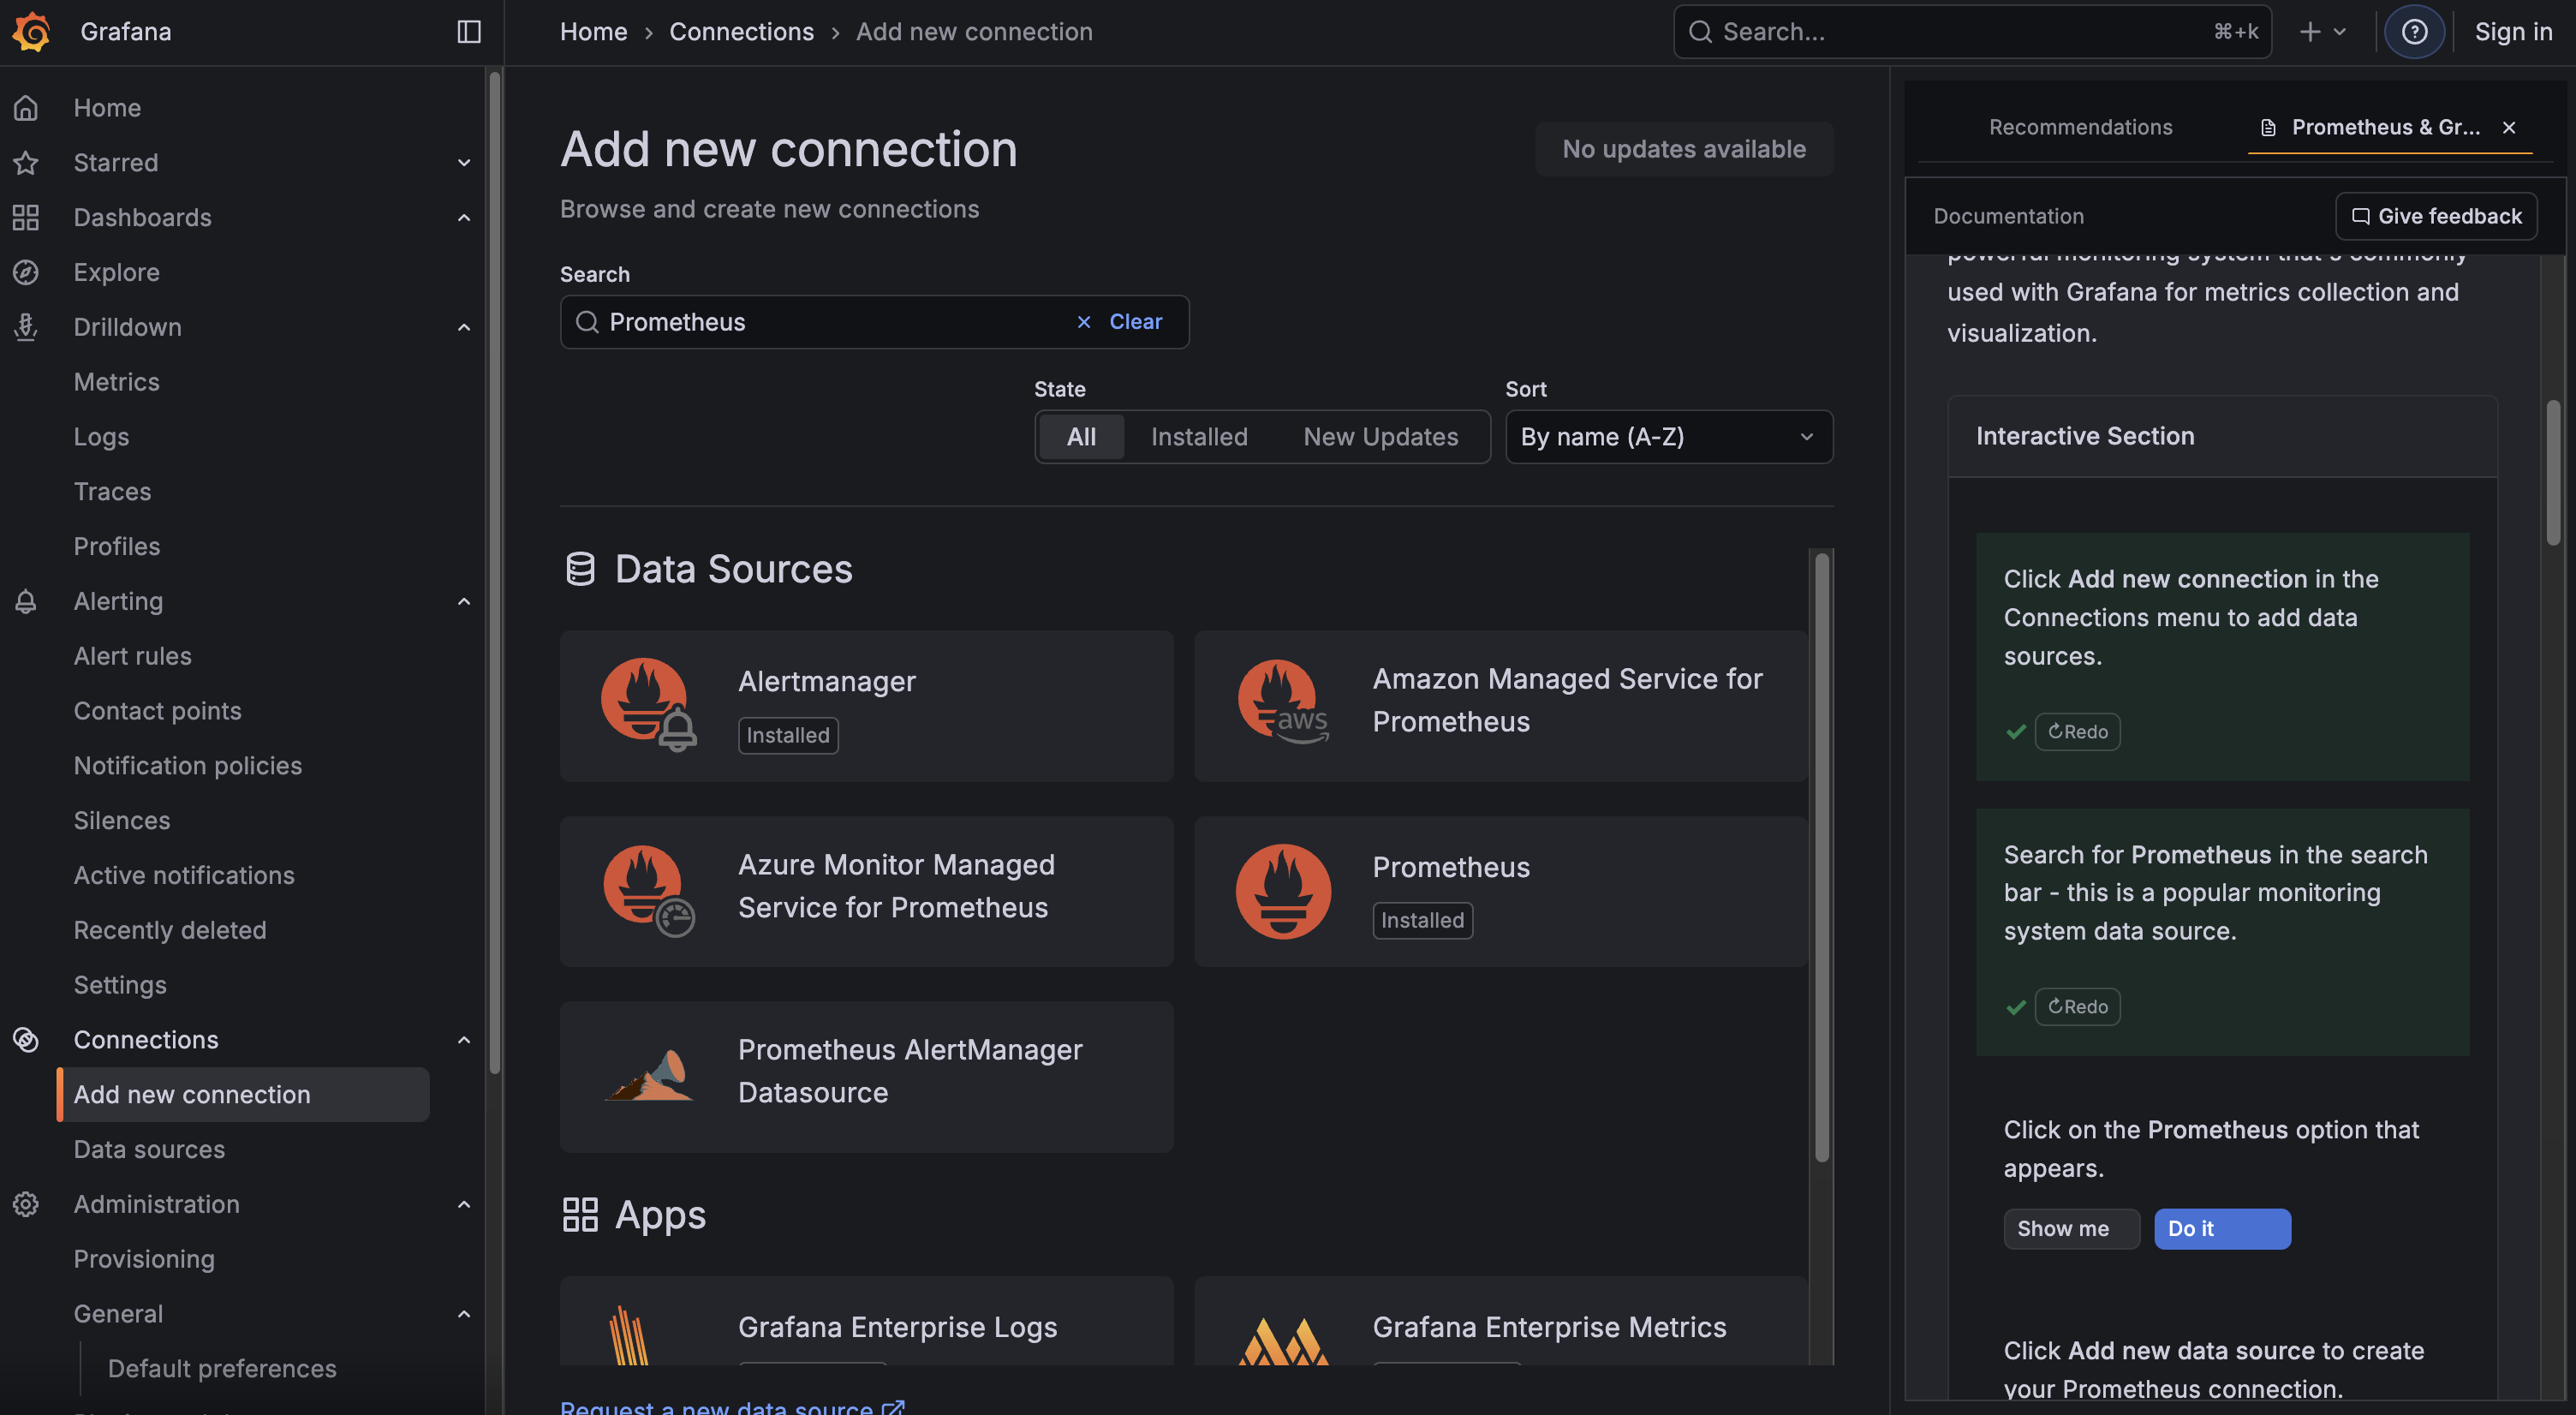 Grafana
Home › Connections › Add new connection
Search...
⌘+k
Sign in
Home
Starred
Dashboards
Explore
Drilldown
Metrics
Logs
Traces
Profiles
Alerting
Alert rules
Contact points
Notification policies
Silences
Active notifications
Recently deleted
Settings
Connections
Add new connection
Data sources
Administration
Provisioning
General
Default preferences
Add new connection
No updates available
Browse and create new connections
Search
Prometheus
Clear
State
Sort
All
Installed
New Updates
By name (A-Z)
Data Sources
Alertmanager
Installed
Amazon Managed Service for
Prometheus
aws
Azure Monitor Managed
Service for Prometheus
Prometheus
Installed
Prometheus AlertManager
Datasource
Apps
Grafana Enterprise Logs
Grafana Enterprise Metrics
Request a new data source
Recommendations
Prometheus & Gr...
Documentation
Give feedback
powerful monitoring system that's commonly
used with Grafana for metrics collection and
visualization.
Interactive Section
Click Add new connection in the
Connections menu to add data
sources.
Redo
Search for Prometheus in the search
bar - this is a popular monitoring
system data source.
Redo
Click on the Prometheus option that
appears.
Show me
Do it
Click Add new data source to create
your Prometheus connection.